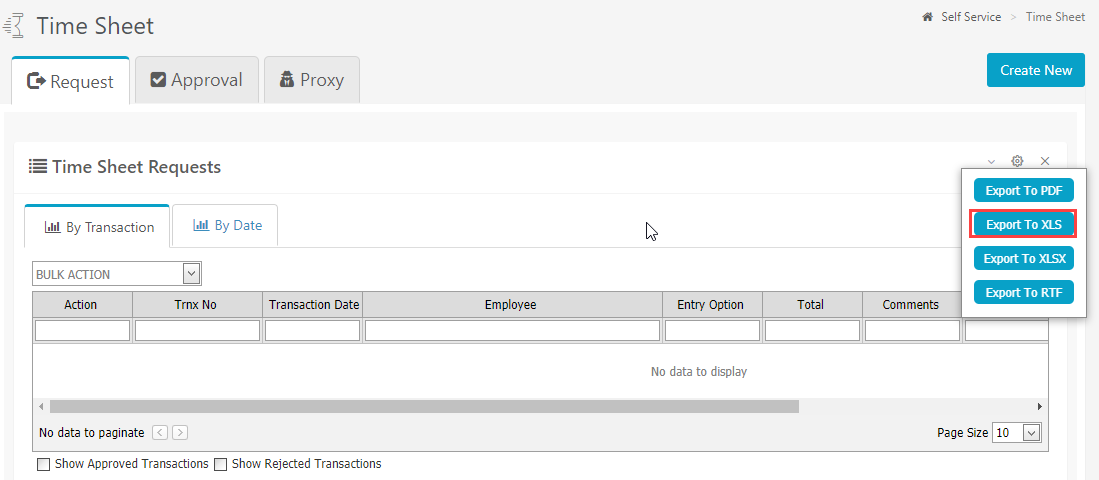 Time Sheet
Self Service > Time Sheet
Request
Approval
Proxy
Create New
Time Sheet Requests
Export To PDF
Export To XLS
Export To XLSX
Export To RTF
By Transaction
By Date
BULK ACTION
Action Trnx No Transaction Date Employee Entry Option Total Comments
No data to display
No data to paginate < >
Page Size 10
Show Approved Transactions Show Rejected Transactions